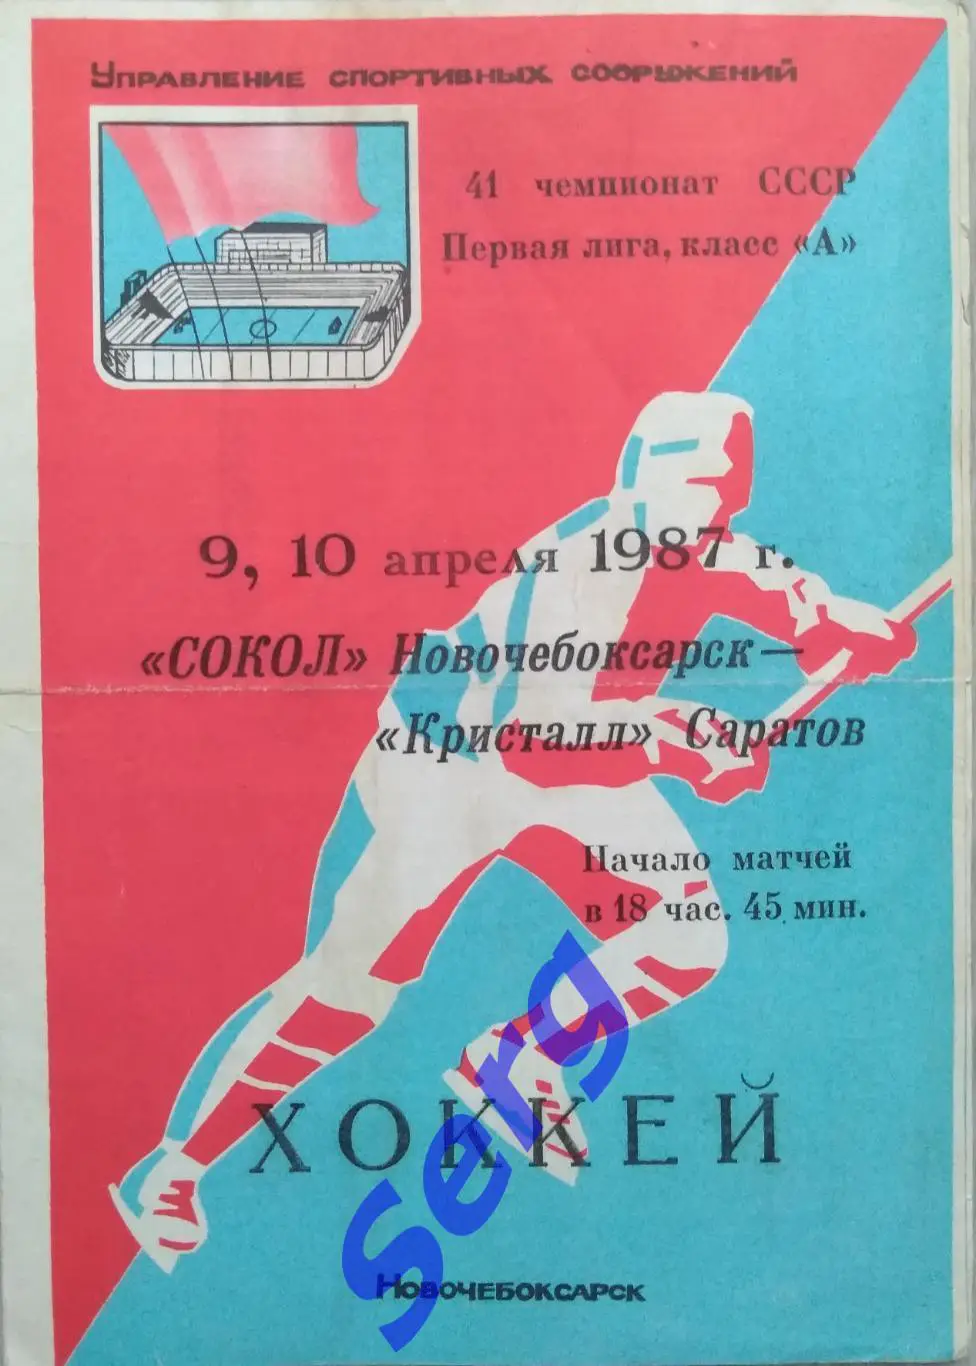 Управление спортивных сооружений
41 чемпионат СССР
Первая лига, класс «А»
9, 10 апреля 1987 г.
«СОКОЛ» Новочебоксарск—
«Кристалл» Саратов
Начало матчей
в 18 час. 45 мин.
ХОККЕЙ
Serg
Новочебоксарск